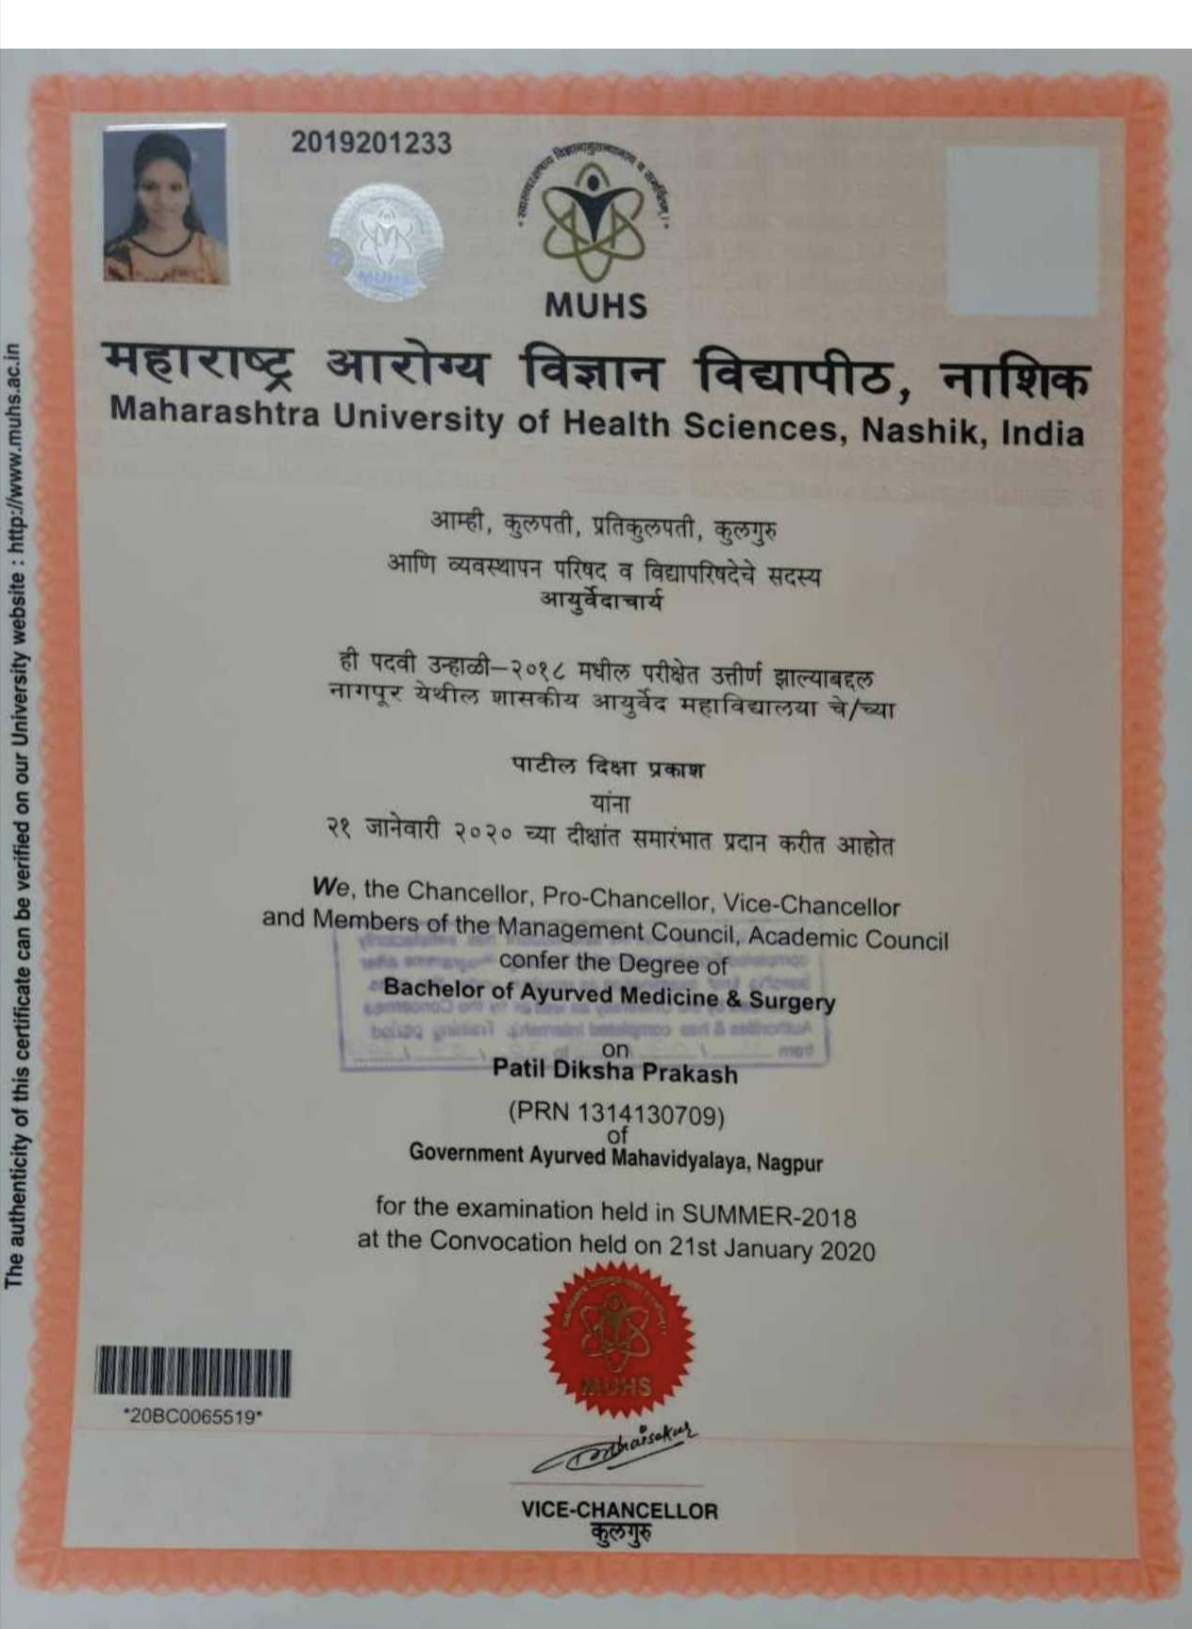 2019201233
MUHS
MUHS
महाराष्ट्र आरोग्य विज्ञान विद्यापीठ, नाशिक
Maharashtra University of Health Sciences, Nashik, India
आम्ही, कुलपती, प्रतिकुलपती, कुलगुरु
आणि व्यवस्थापन परिषद व विद्यापरिषदेचे सदस्य
आयुर्वेदाचार्य
ही पदवी उन्हाळी–२०१८ मधील परीक्षेत उत्तीर्ण झाल्याबद्दल
नागपूर येथील शासकीय आयुर्वेद महाविद्यालया चे/च्या
पाटील दिक्षा प्रकाश
यांना
२१ जानेवारी २०२० च्या दीक्षांत समारंभात प्रदान करीत आहोत
We, the Chancellor, Pro-Chancellor, Vice-Chancellor
and Members of the Management Council, Academic Council
confer the Degree of
Bachelor of Ayurved Medicine & Surgery
on
Patil Diksha Prakash
(PRN 1314130709)
of
Government Ayurved Mahavidyalaya, Nagpur
for the examination held in SUMMER-2018
at the Convocation held on 21st January 2020
MUHS
*20BC0065519*
VICE-CHANCELLOR
कुलगुरु
The authenticity of this certificate can be verified on our University website : http://www.muhs.ac.in